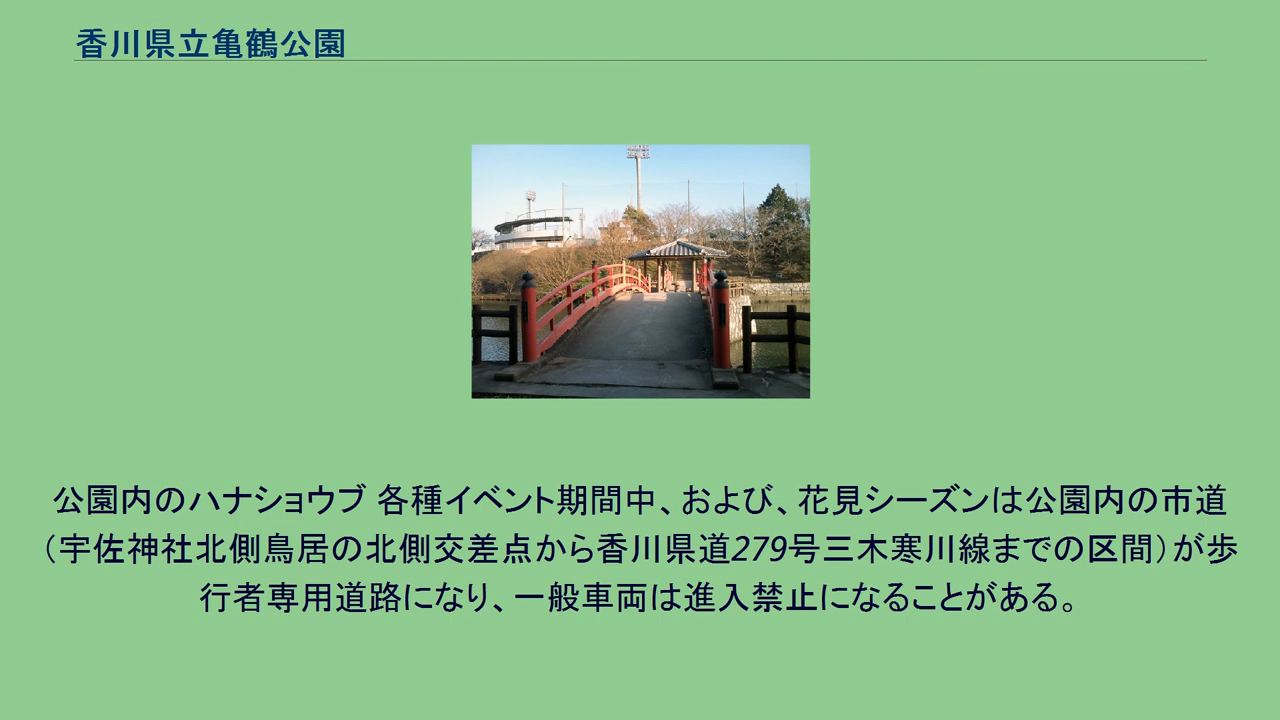 香川県立亀鶴公園
公園内のハナショウブ 各種イベント期間中、および、花見シーズンは公園内の市道
（宇佐神社北側鳥居の北側交差点から香川県道279号三木寒川線までの区間）が歩
行者専用道路になり、一般車両は進入禁止になることがある。